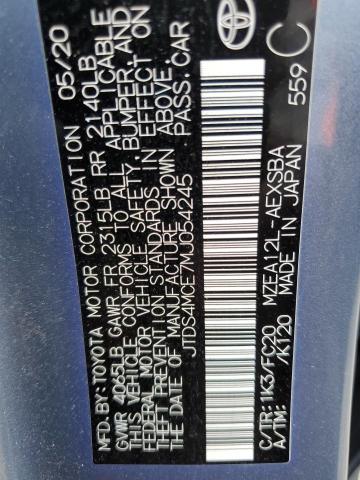 MFD.BY:TOYOTA MOTOR CORPORATION 05/20
GVWR 4065LB GAWR FR 2315LB RR 2140LB
THIS VEHICLE CONFORMS TO ALL APPLICABLE
FEDERAL MOTOR VEHICLE SAFETY, BUMPER, AND
THEFT PREVENTION STANDARDS IN EFFECT ON
THE DATE OF MANUFACTURE SHOWN ABOVE.
JTDS4MCE7MJ054245 PASS.CAR
C/TR:1K3/FC20 MZEA12L-AEXSBA
A/TM: /K120 MADE IN JAPAN 559 C